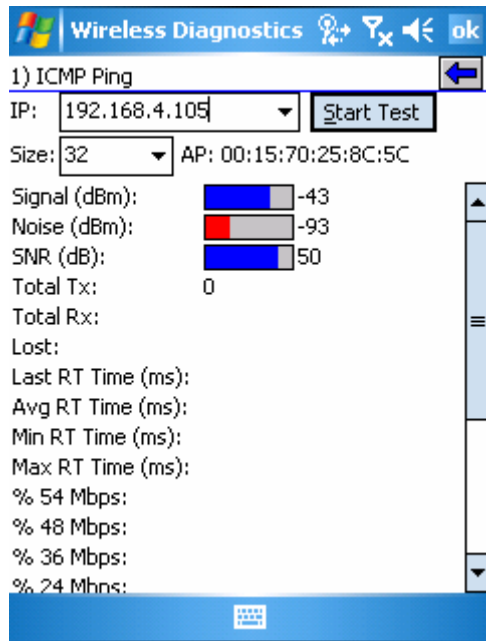 Wireless Diagnostics ok
1) ICMP Ping
IP: 192.168.4.105 Start Test
Size: 32 AP: 00:15:70:25:8C:5C
Signal (dBm): -43
Noise (dBm): -93
SNR (dB): 50
Total Tx: 0
Total Rx:
Lost:
Last RT Time (ms):
Avg RT Time (ms):
Min RT Time (ms):
Max RT Time (ms):
% 54 Mbps:
% 48 Mbps:
% 36 Mbps:
% 24 Mbps: